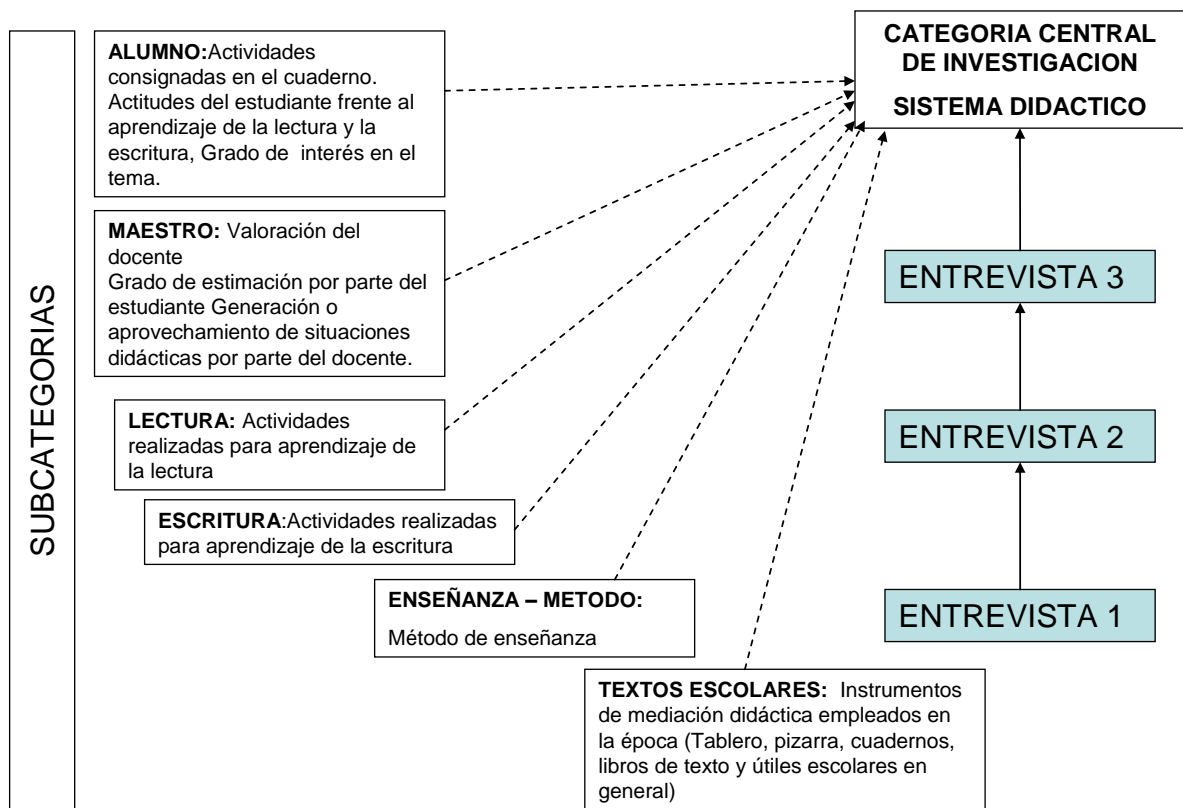 SUBCATEGORIAS
ALUMNO:Actividades
consignadas en el cuaderno.
Actitudes del estudiante frente al
aprendizaje de la lectura y la
escritura, Grado de interés en el
tema.
MAESTRO: Valoración del
docente
Grado de estimación por parte del
estudiante Generación o
aprovechamiento de situaciones
didácticas por parte del docente.
LECTURA: Actividades
realizadas para aprendizaje de
la lectura
ESCRITURA:Actividades realizadas
para aprendizaje de la escritura
ENSEÑANZA – METODO:
Método de enseñanza
TEXTOS ESCOLARES: Instrumentos
de mediación didáctica empleados en
la época (Tablero, pizarra, cuadernos,
libros de texto y útiles escolares en
general)
CATEGORIA CENTRAL
DE INVESTIGACION
SISTEMA DIDACTICO
ENTREVISTA 3
ENTREVISTA 2
ENTREVISTA 1